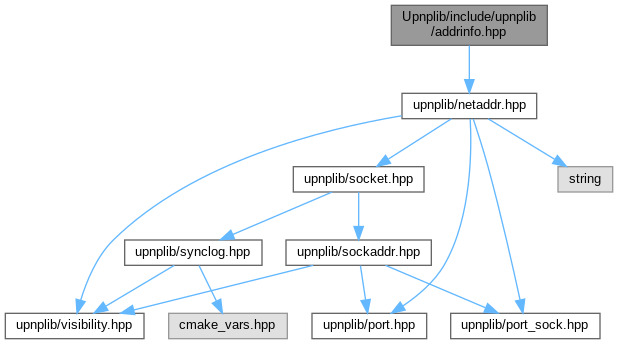 Upnplib/include/upnplib
/addrinfo.hpp
upnplib/netaddr.hpp
upnplib/socket.hpp
string
upnplib/synclog.hpp
upnplib/sockaddr.hpp
upnplib/visibility.hpp
cmake_vars.hpp
upnplib/port.hpp
upnplib/port_sock.hpp